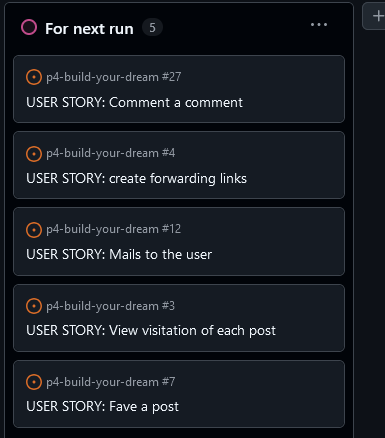 For next run 5
p4-build-your-dream #27
USER STORY: Comment a comment
p4-build-your-dream #4
USER STORY: create forwarding links
p4-build-your-dream #12
USER STORY: Mails to the user
p4-build-your-dream #3
USER STORY: View visitation of each post
p4-build-your-dream #7
USER STORY: Fave a post